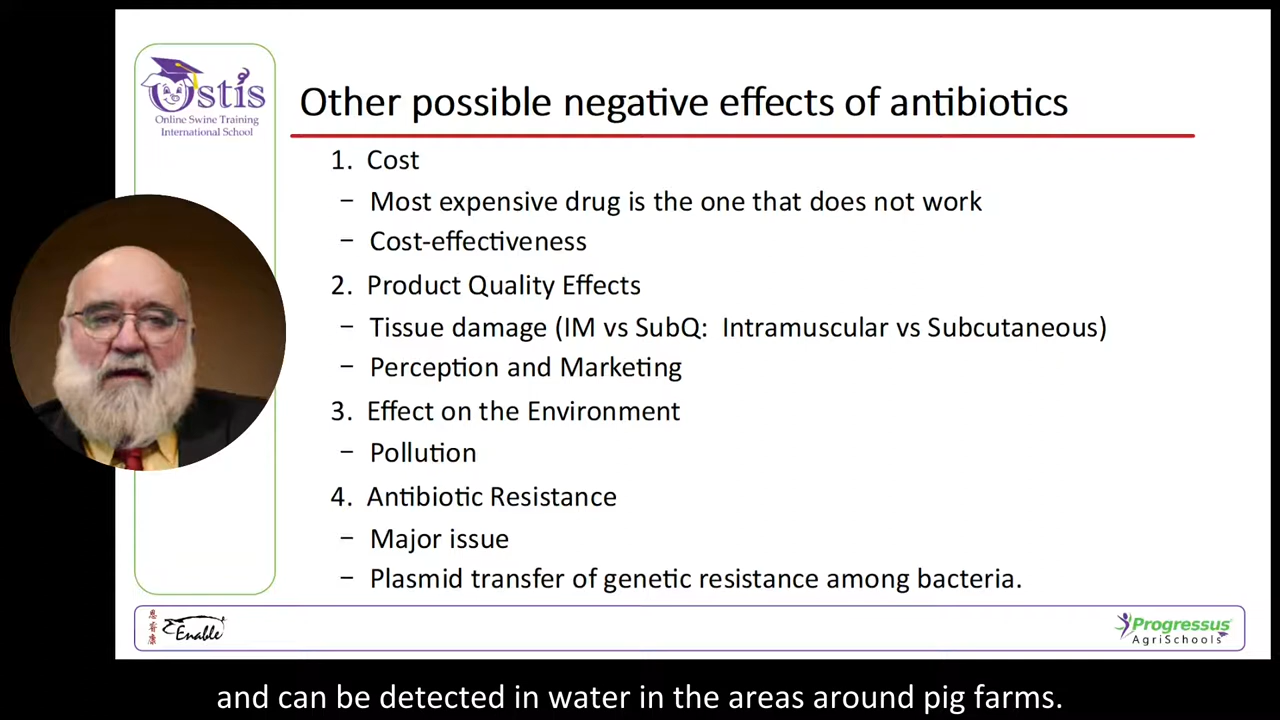 Ostis
Online Swine Training
International School
Other possible negative effects of antibiotics
1. Cost
− Most expensive drug is the one that does not work
− Cost-effectiveness
2. Product Quality Effects
− Tissue damage (IM vs SubQ: Intramuscular vs Subcutaneous)
− Perception and Marketing
3. Effect on the Environment
− Pollution
4. Antibiotic Resistance
− Major issue
− Plasmid transfer of genetic resistance among bacteria.
Enable
Progressus
AgriSchools
and can be detected in water in the areas around pig farms.